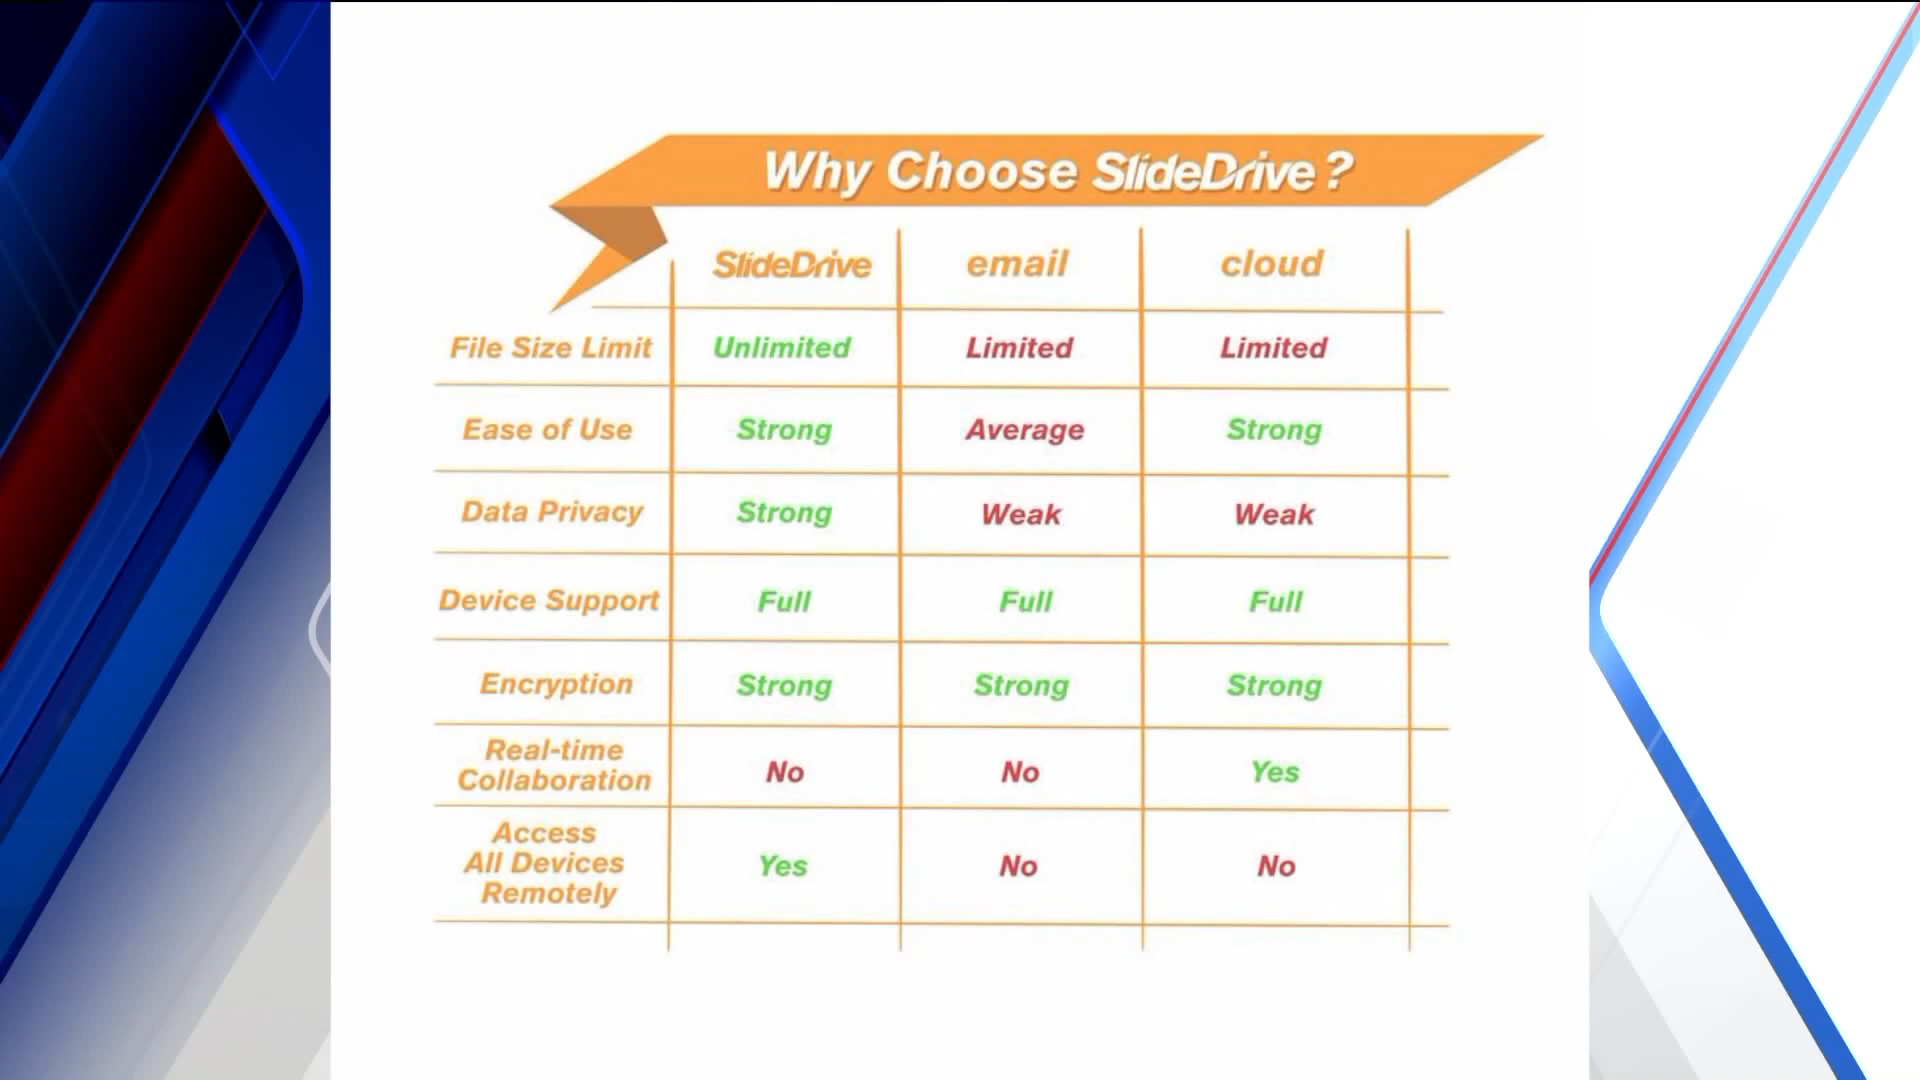 Why Choose SlideDrive?
SlideDrive email cloud
File Size Limit Unlimited Limited Limited
Ease of Use Strong Average Strong
Data Privacy Strong Weak Weak
Device Support Full Full Full
Encryption Strong Strong Strong
Real-time
Collaboration No No Yes
Access
All Devices
Remotely Yes No No